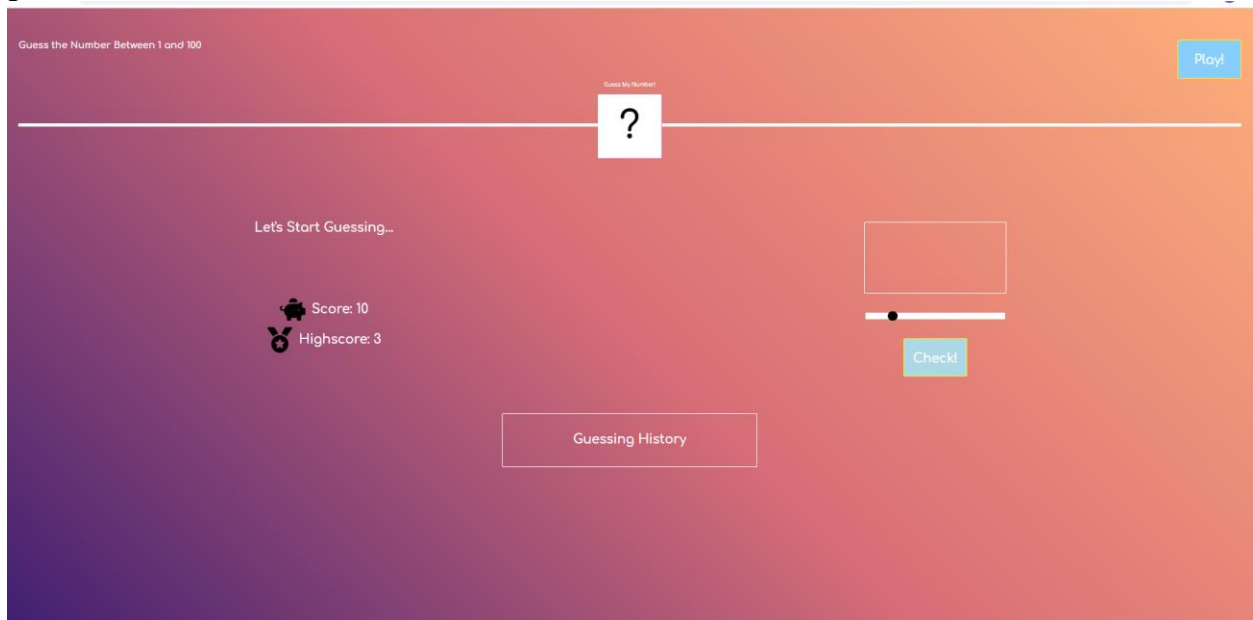 Guess the Number Between 1 and 100
Play!
Guess My Number!
?
Let's Start Guessing...
Score: 10
Highscore: 3
Check!
Guessing History